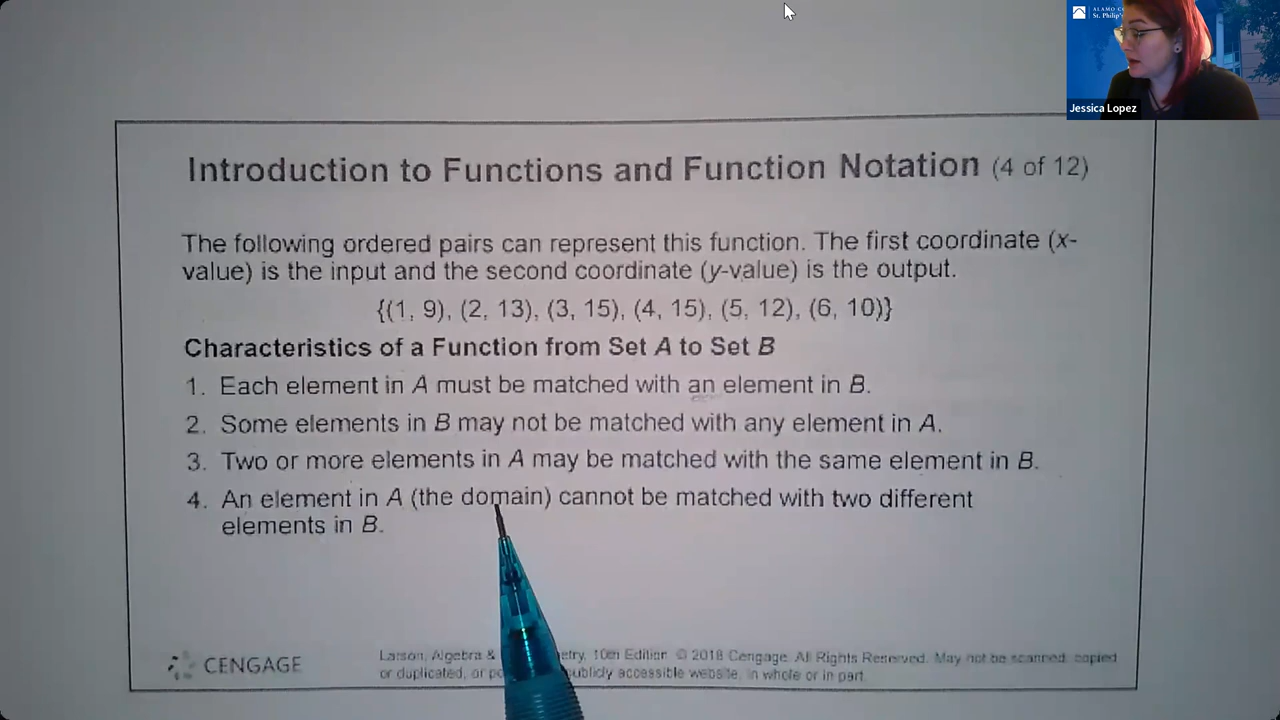 ALAMO
St. Philip's
Jessica Lopez
Introduction to Functions and Function Notation (4 of 12)
The following ordered pairs can represent this function. The first coordinate (x-
value) is the input and the second coordinate (y-value) is the output.
{(1, 9), (2, 13), (3, 15), (4, 15), (5, 12), (6, 10)}
Characteristics of a Function from Set A to Set B
1. Each element in A must be matched with an element in B.
2. Some elements in B may not be matched with any element in A.
3. Two or more elements in A may be matched with the same element in B.
4. An element in A (the domain) cannot be matched with two different
elements in B.
CENGAGE
Larson, Algebra & 10th Edition. © 2018 Cengage. All Rights Reserved. May not be scanned, copied
or duplicated, or publicly accessible website, in whole or in part.